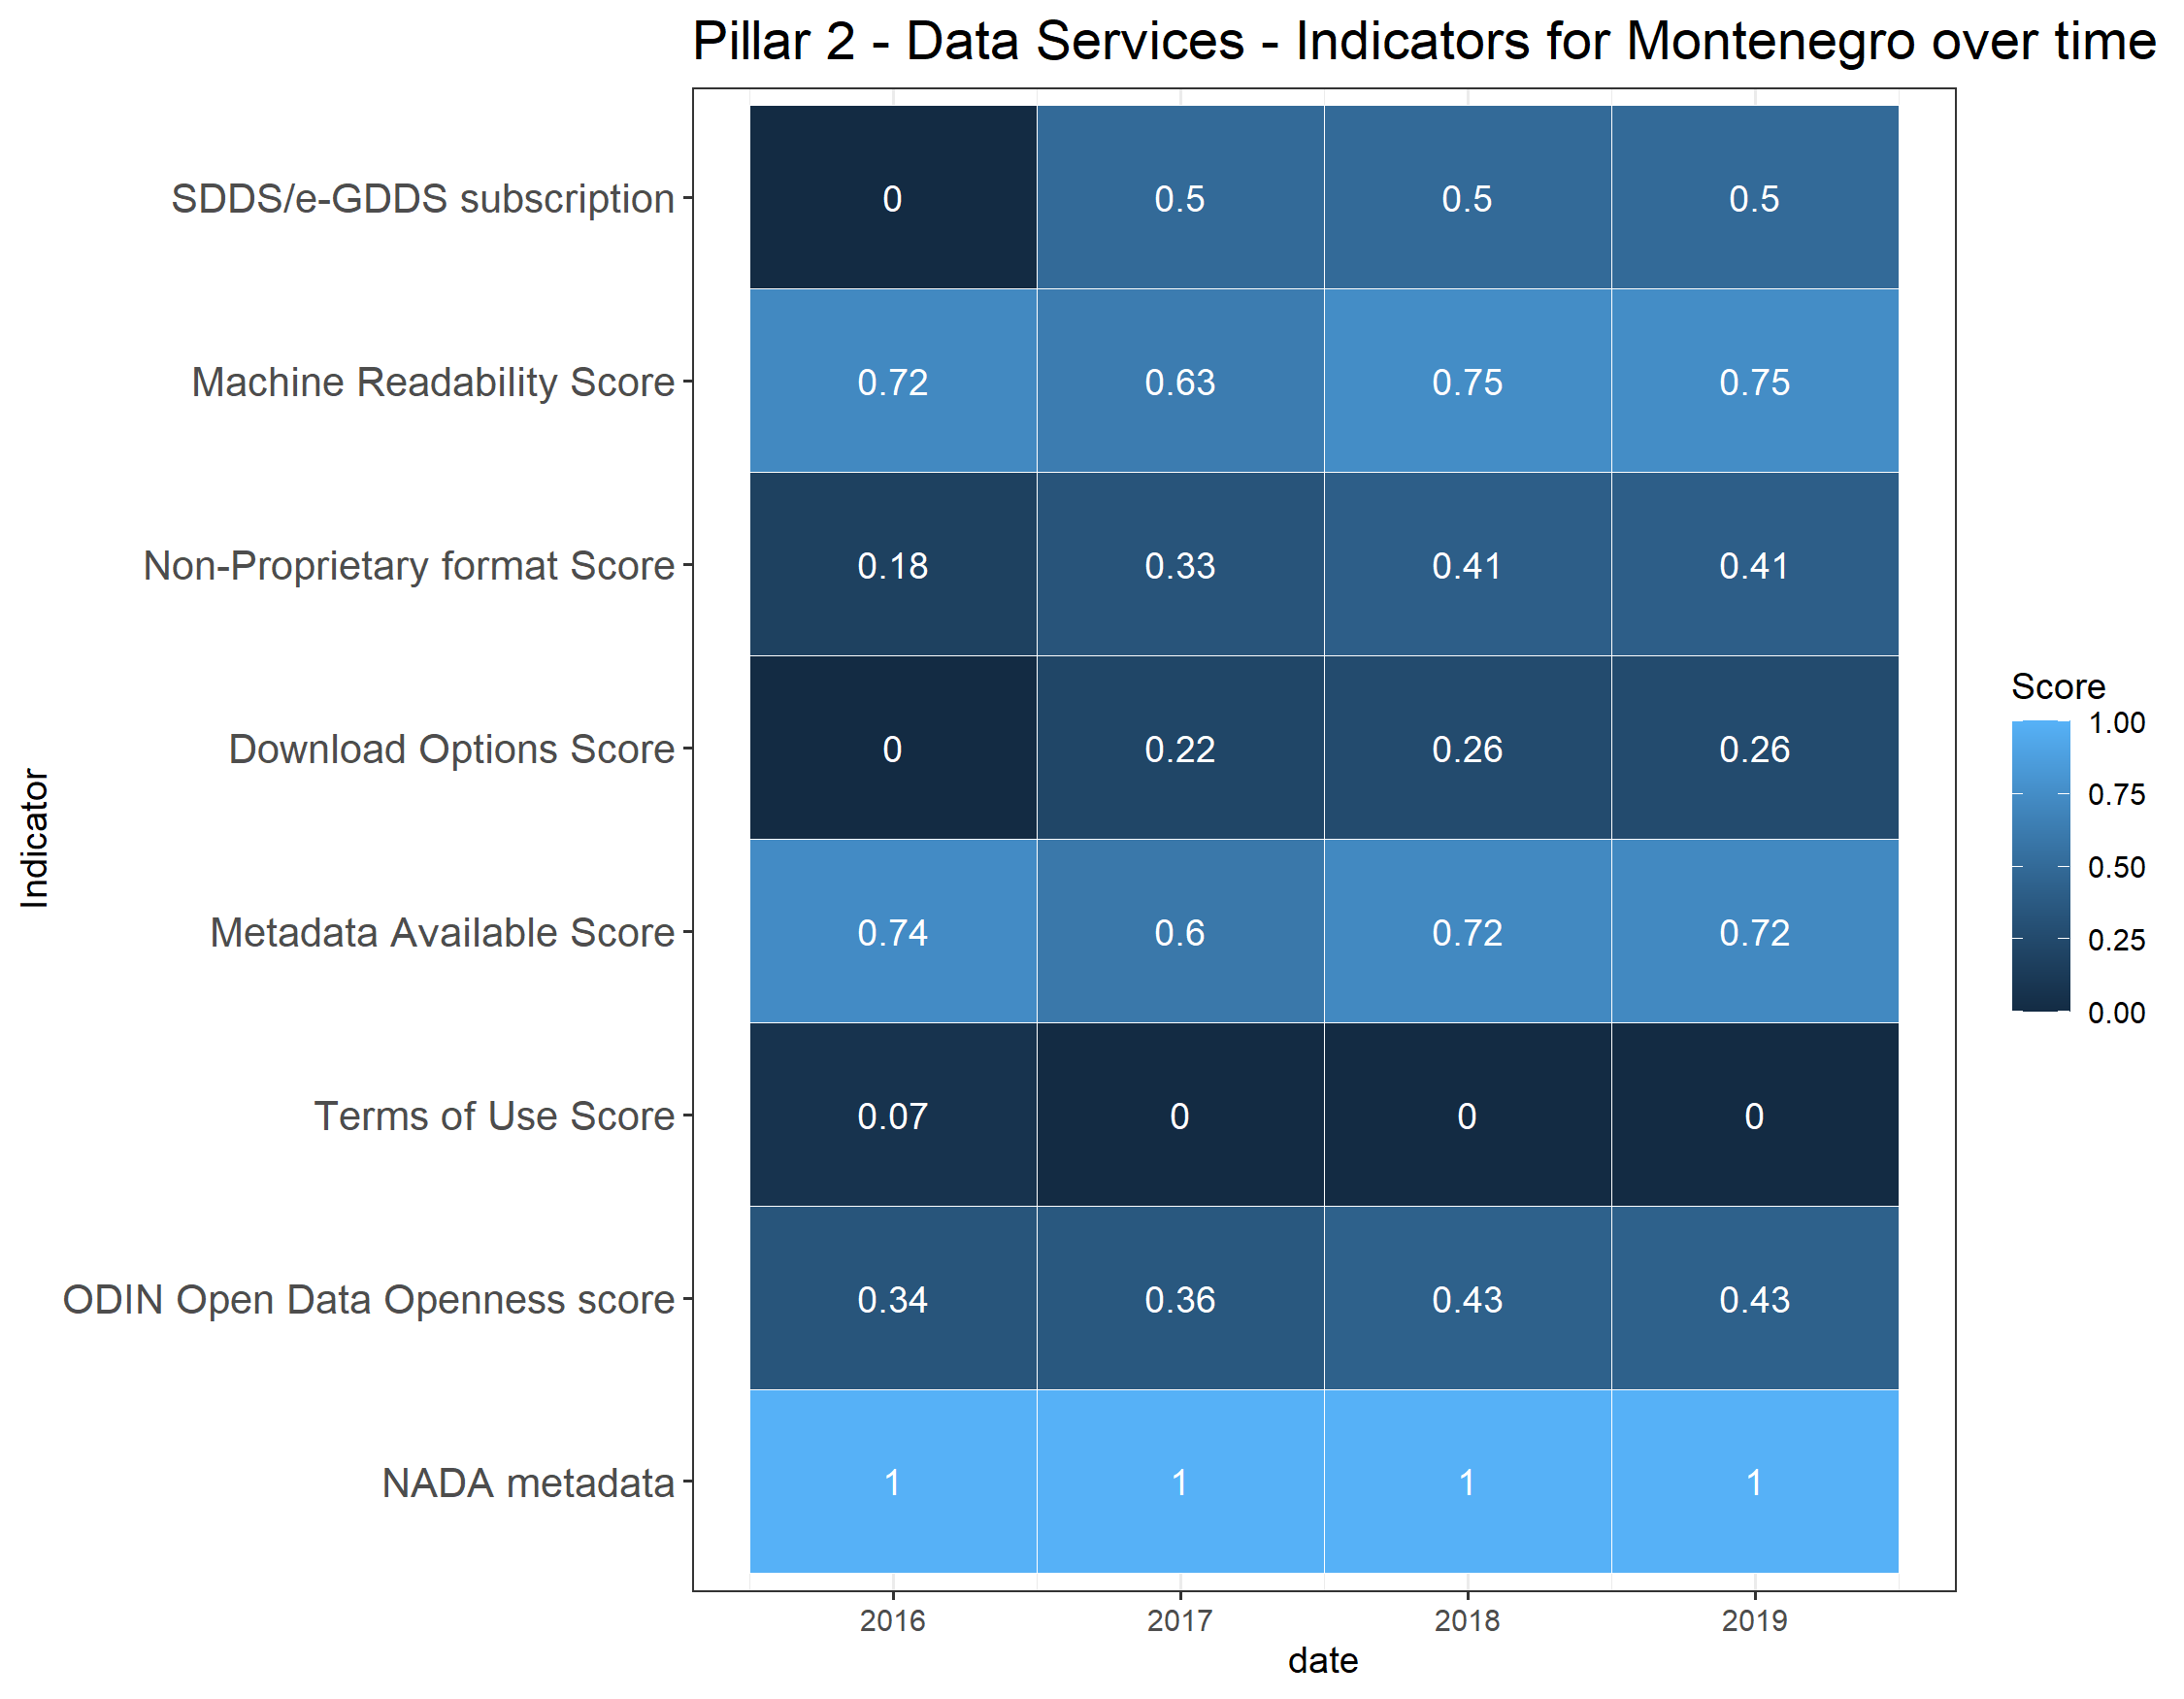 Pillar 2 - Data Services - Indicators for Montenegro over time
SDDS/e-GDDS subscription 0 0.5 0.5 0.5
Machine Readability Score 0.72 0.63 0.75 0.75
Non-Proprietary format Score 0.18 0.33 0.41 0.41
Download Options Score 0 0.22 0.26 0.26
Metadata Available Score 0.74 0.6 0.72 0.72
Terms of Use Score 0.07 0 0 0
ODIN Open Data Openness score 0.34 0.36 0.43 0.43
NADA metadata 1 1 1 1
2016 2017 2018 2019
date
Indicator
Score
1.00
0.75
0.50
0.25
0.00